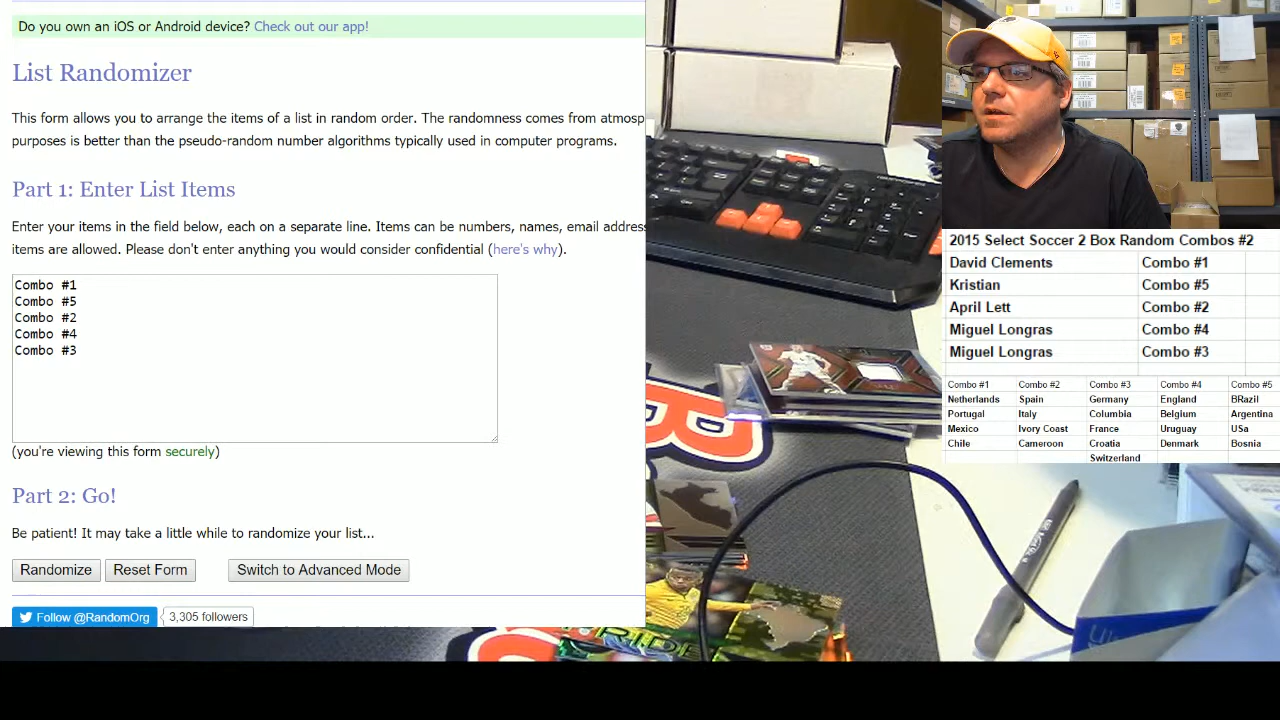 Do you own an iOS or Android device? Check out our app!
List Randomizer
This form allows you to arrange the items of a list in random order. The randomness comes from atmosp
purposes is better than the pseudo-random number algorithms typically used in computer programs.
Part 1: Enter List Items
Enter your items in the field below, each on a separate line. Items can be numbers, names, email addres
items are allowed. Please don't enter anything you would consider confidential (here's why).
Combo #1
Combo #5
Combo #2
Combo #4
Combo #3
(you're viewing this form securely)
Part 2: Go!
Be patient! It may take a little while to randomize your list...
Randomize Reset Form Switch to Advanced Mode
Follow @RandomOrg 3,305 followers
2015 Select Soccer 2 Box Random Combos #2
David Clements Combo #1
Kristian Combo #5
April Lett Combo #2
Miguel Longras Combo #4
Miguel Longras Combo #3
Combo #1 Combo #2 Combo #3 Combo #4 Combo #5
Netherlands Spain Germany England BRazil
Portugal Italy Columbia Belgium Argentina
Mexico Ivory Coast France Uruguay USa
Chile Cameroon Croatia Denmark Bosnia
Switzerland
PRIDE